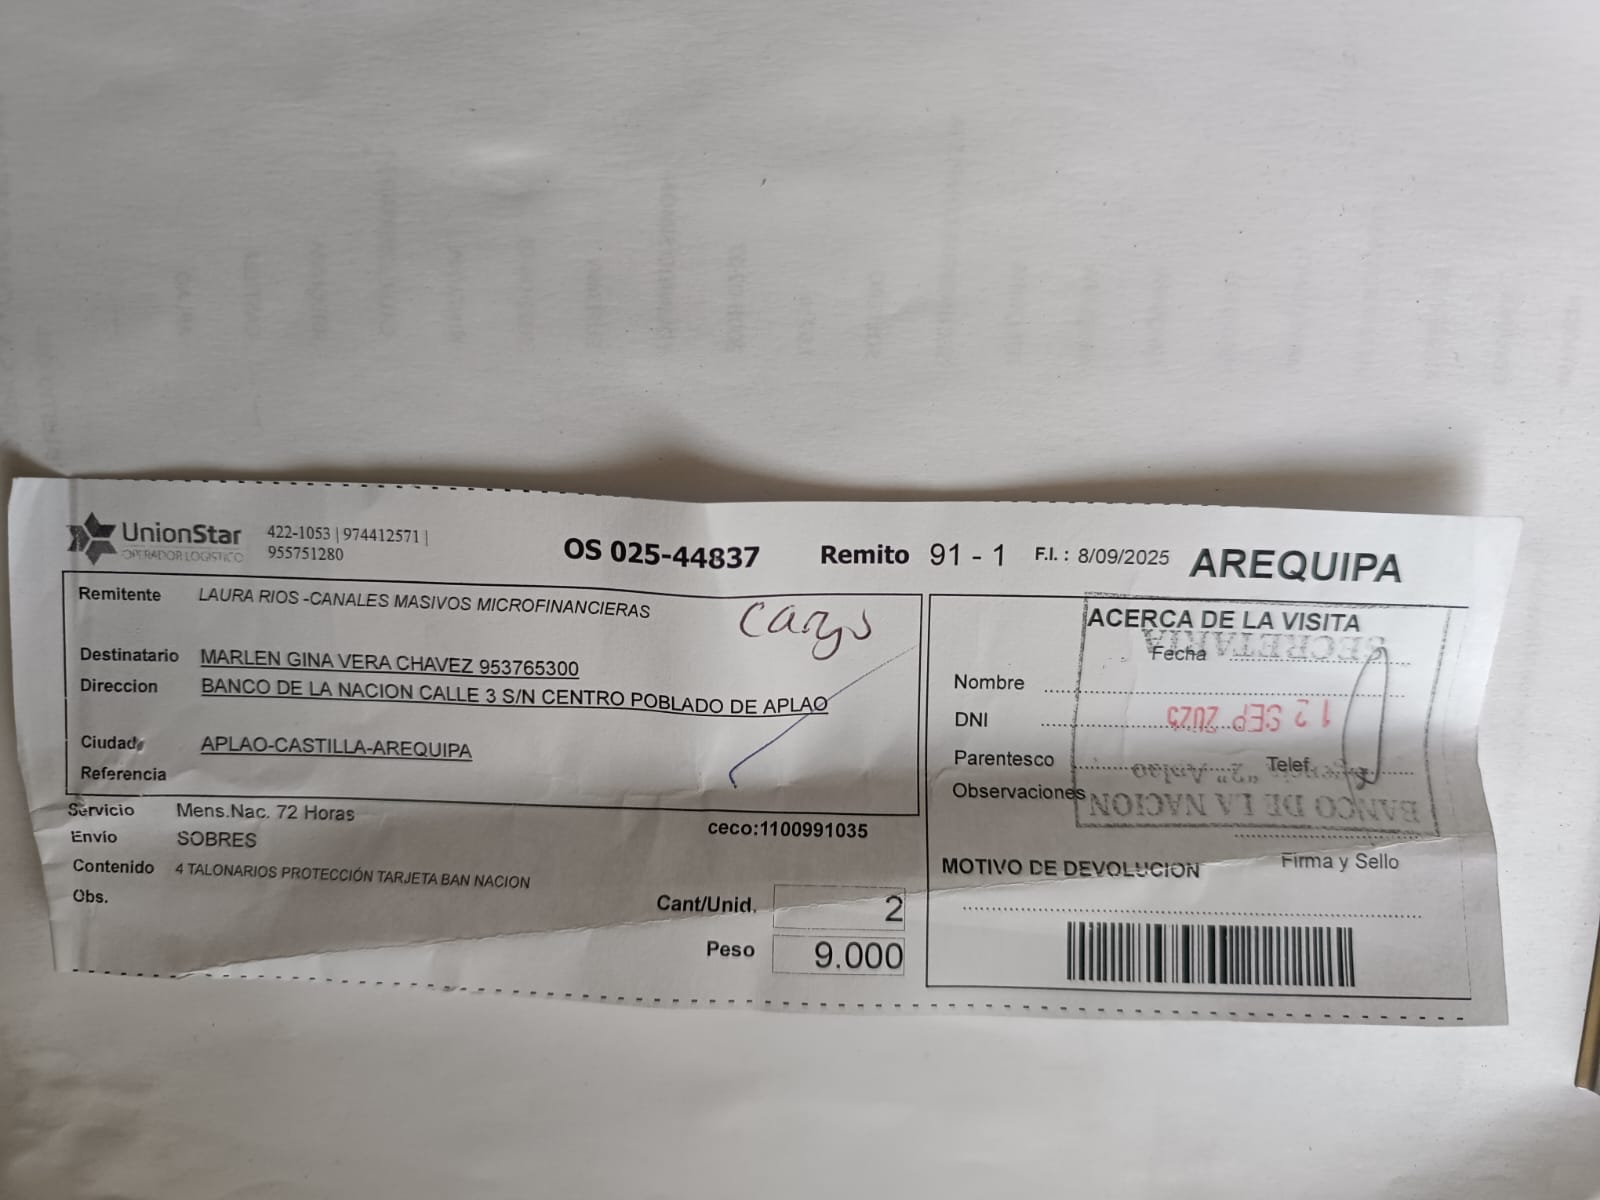 UnionStar
OPERADOR LOGISTICO
422-1053 | 974412571 |
955751280
OS 025-44837
Remito 91 - 1
F.I. : 8/09/2025
AREQUIPA
Remitente LAURA RIOS -CANALES MASIVOS MICROFINANCIERAS
Cargo
Destinatario MARLEN GINA VERA CHAVEZ 953765300
Direccion BANCO DE LA NACION CALLE 3 S/N CENTRO POBLADO DE APLAO
Ciudad APLAO-CASTILLA-AREQUIPA
Referencia
Servicio Mens.Nac. 72 Horas
Envío SOBRES
ceco:1100991035
Contenido 4 TALONARIOS PROTECCIÓN TARJETA BAN NACION
Obs.
Cant/Unid. 2
Peso 9.000
ACERCA DE LA VISITA
Fecha
Nombre
DNI
Parentesco
Telef.
Observaciones
Firma y Sello
MOTIVO DE DEVOLUCION
BANCO DE LA NACION
"2" Aplao
12 SEP 2025
SECRETARIA